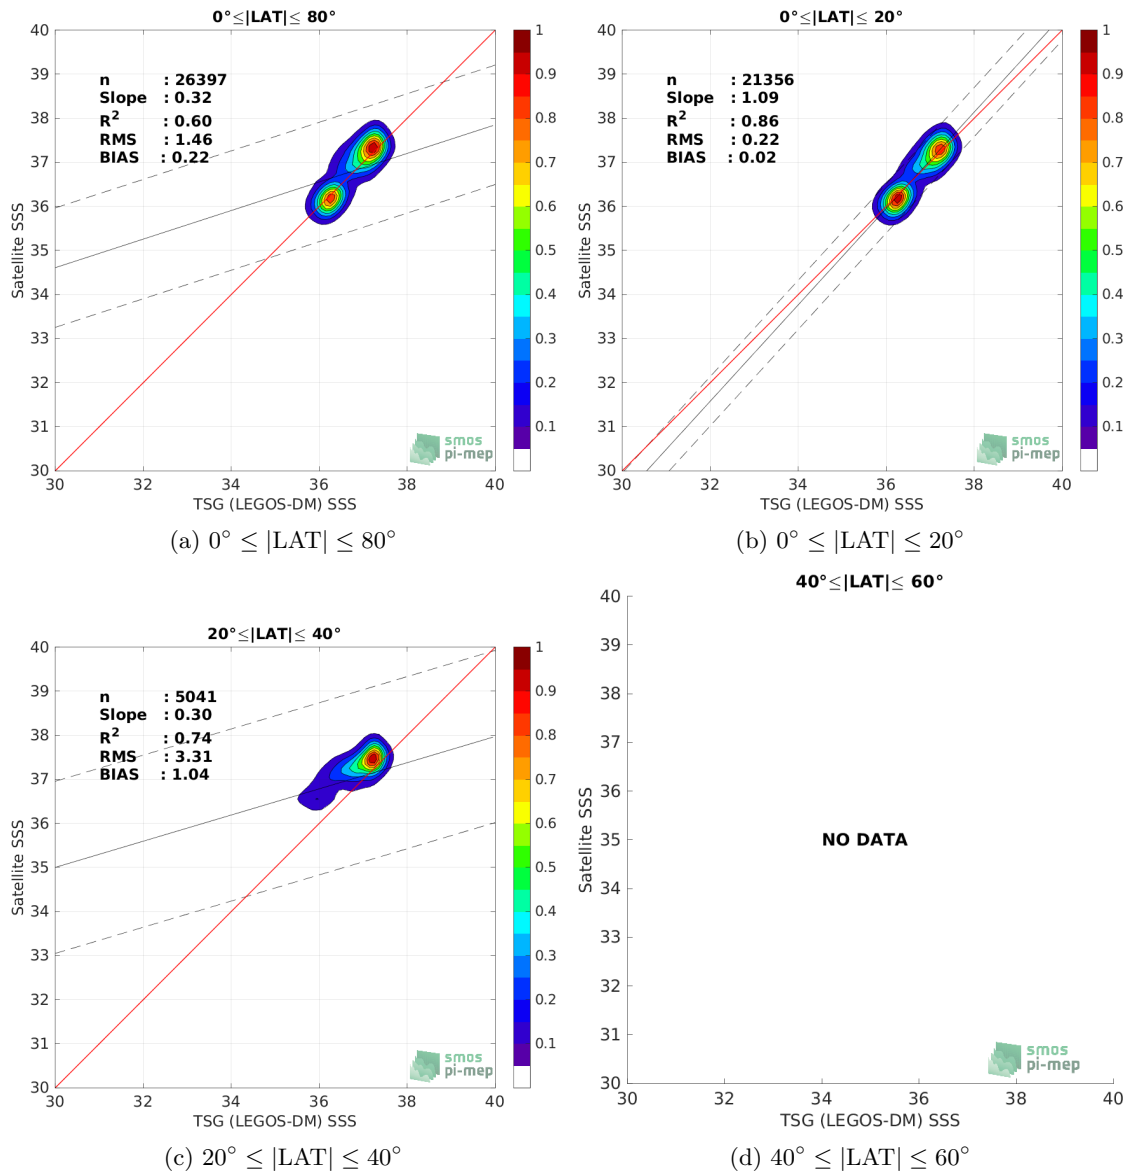 0°≤|LAT|≤ 80°
40
39
38
37
36
35
34
33
32
31
30
n : 26397
Slope : 0.32
R² : 0.60
RMS : 1.46
BIAS : 0.22
1
0.9
0.8
0.7
0.6
0.5
0.4
0.3
0.2
0.1
smos
pi-mep
30 32 34 36 38 40
Satellite SSS
TSG (LEGOS-DM) SSS
(a) 0° ≤ |LAT| ≤ 80°
0°≤|LAT|≤ 20°
40
39
38
37
36
35
34
33
32
31
30
n : 21356
Slope : 1.09
R² : 0.86
RMS : 0.22
BIAS : 0.02
1
0.9
0.8
0.7
0.6
0.5
0.4
0.3
0.2
0.1
smos
pi-mep
30 32 34 36 38 40
Satellite SSS
TSG (LEGOS-DM) SSS
(b) 0° ≤ |LAT| ≤ 20°
20°≤|LAT|≤ 40°
40
39
38
37
36
35
34
33
32
31
30
n : 5041
Slope : 0.30
R² : 0.74
RMS : 3.31
BIAS : 1.04
1
0.9
0.8
0.7
0.6
0.5
0.4
0.3
0.2
0.1
smos
pi-mep
30 32 34 36 38 40
Satellite SSS
TSG (LEGOS-DM) SSS
(c) 20° ≤ |LAT| ≤ 40°
40°≤|LAT|≤ 60°
40
39
38
37
36
35
34
33
32
31
30
NO DATA
smos
pi-mep
30 32 34 36 38 40
Satellite SSS
TSG (LEGOS-DM) SSS
(d) 40° ≤ |LAT| ≤ 60°